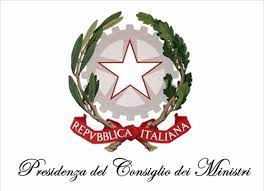 REPVBBLICA ITALIANA
Presidenza del Consiglio dei Ministri